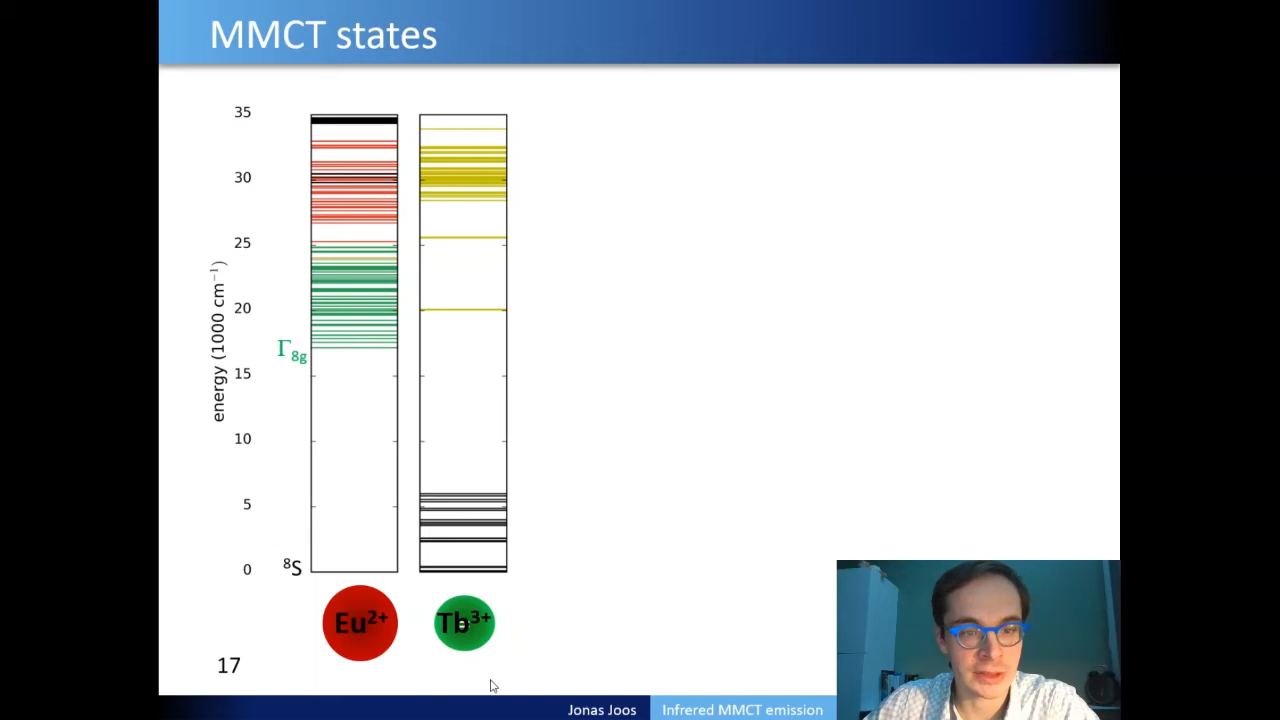 MMCT states
35
30
25
20
15
10
5
0
energy (1000 cm⁻¹)
Γ8g
⁸S
Eu²⁺
Tb³⁺
17
Jonas Joos
Infrered MMCT emission